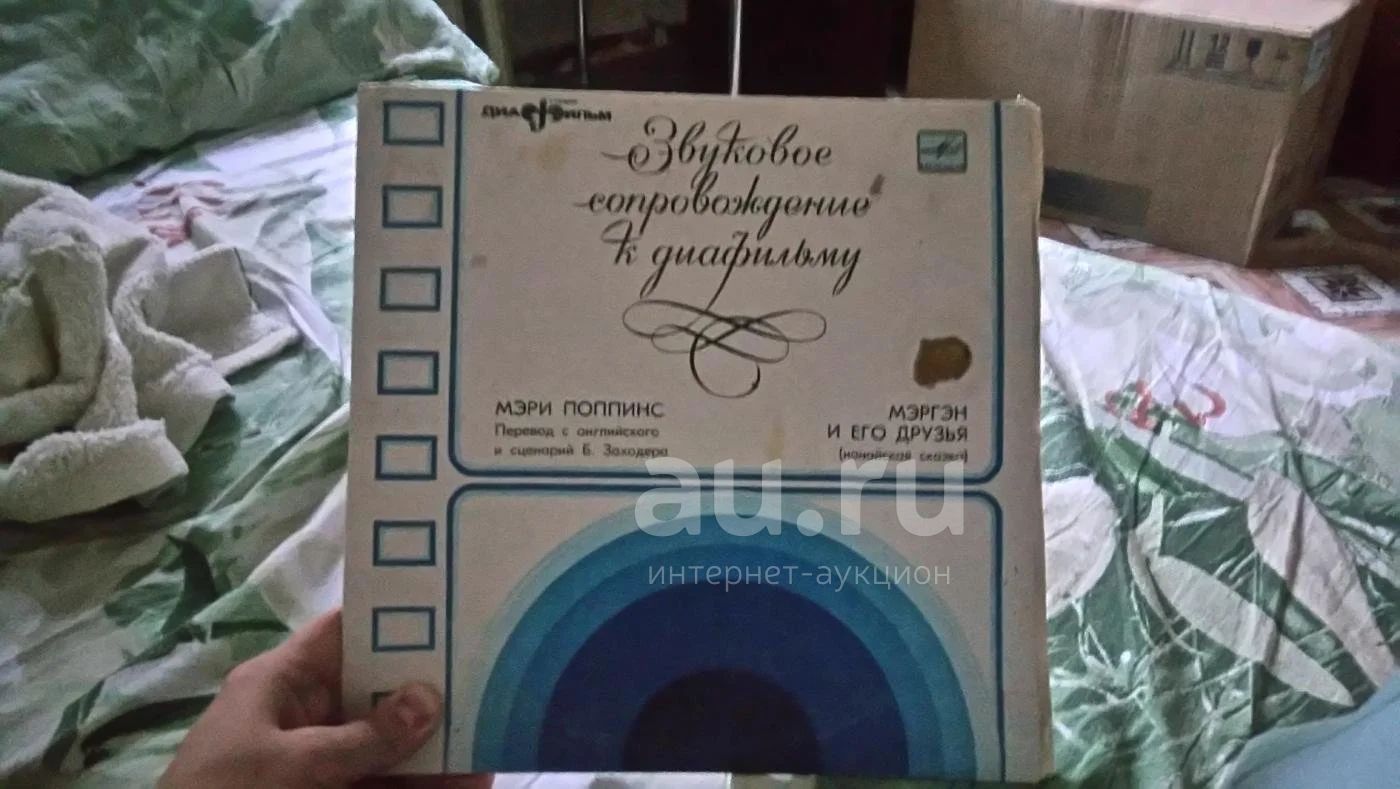 диафильм
Звуковое
сопровождение
к диафильму
МЭРИ ПОППИНС
Перевод с английского
и сценарий Б. Заходера
МЭРГЭН
И ЕГО ДРУЗЬЯ
(нанайская сказка)
au.ru
интернет-аукцион